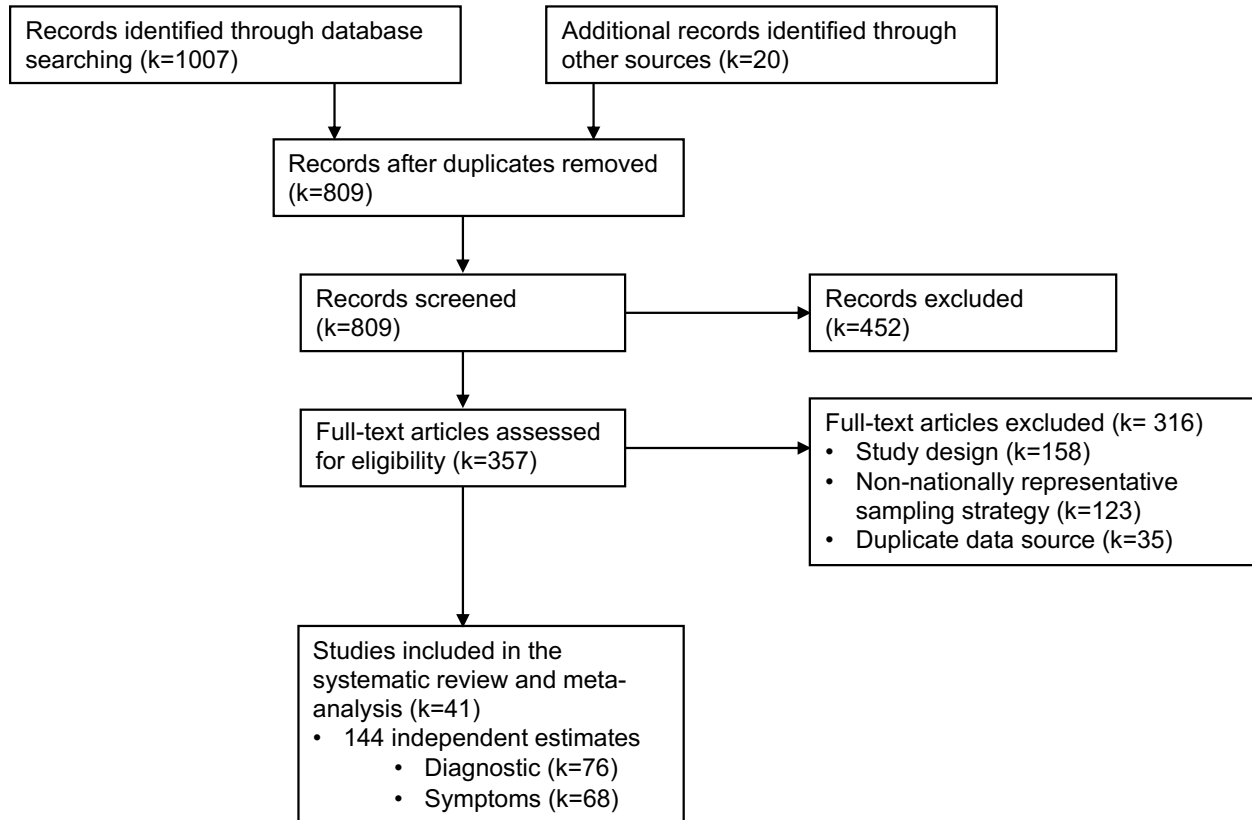 Records identified through database
searching (k=1007)
Additional records identified through
other sources (k=20)
Records after duplicates removed
(k=809)
Records screened
(k=809)
Records excluded
(k=452)
Full-text articles assessed
for eligibility (k=357)
Full-text articles excluded (k= 316)
• Study design (k=158)
• Non-nationally representative
sampling strategy (k=123)
• Duplicate data source (k=35)
Studies included in the
systematic review and meta-
analysis (k=41)
• 144 independent estimates
• Diagnostic (k=76)
• Symptoms (k=68)